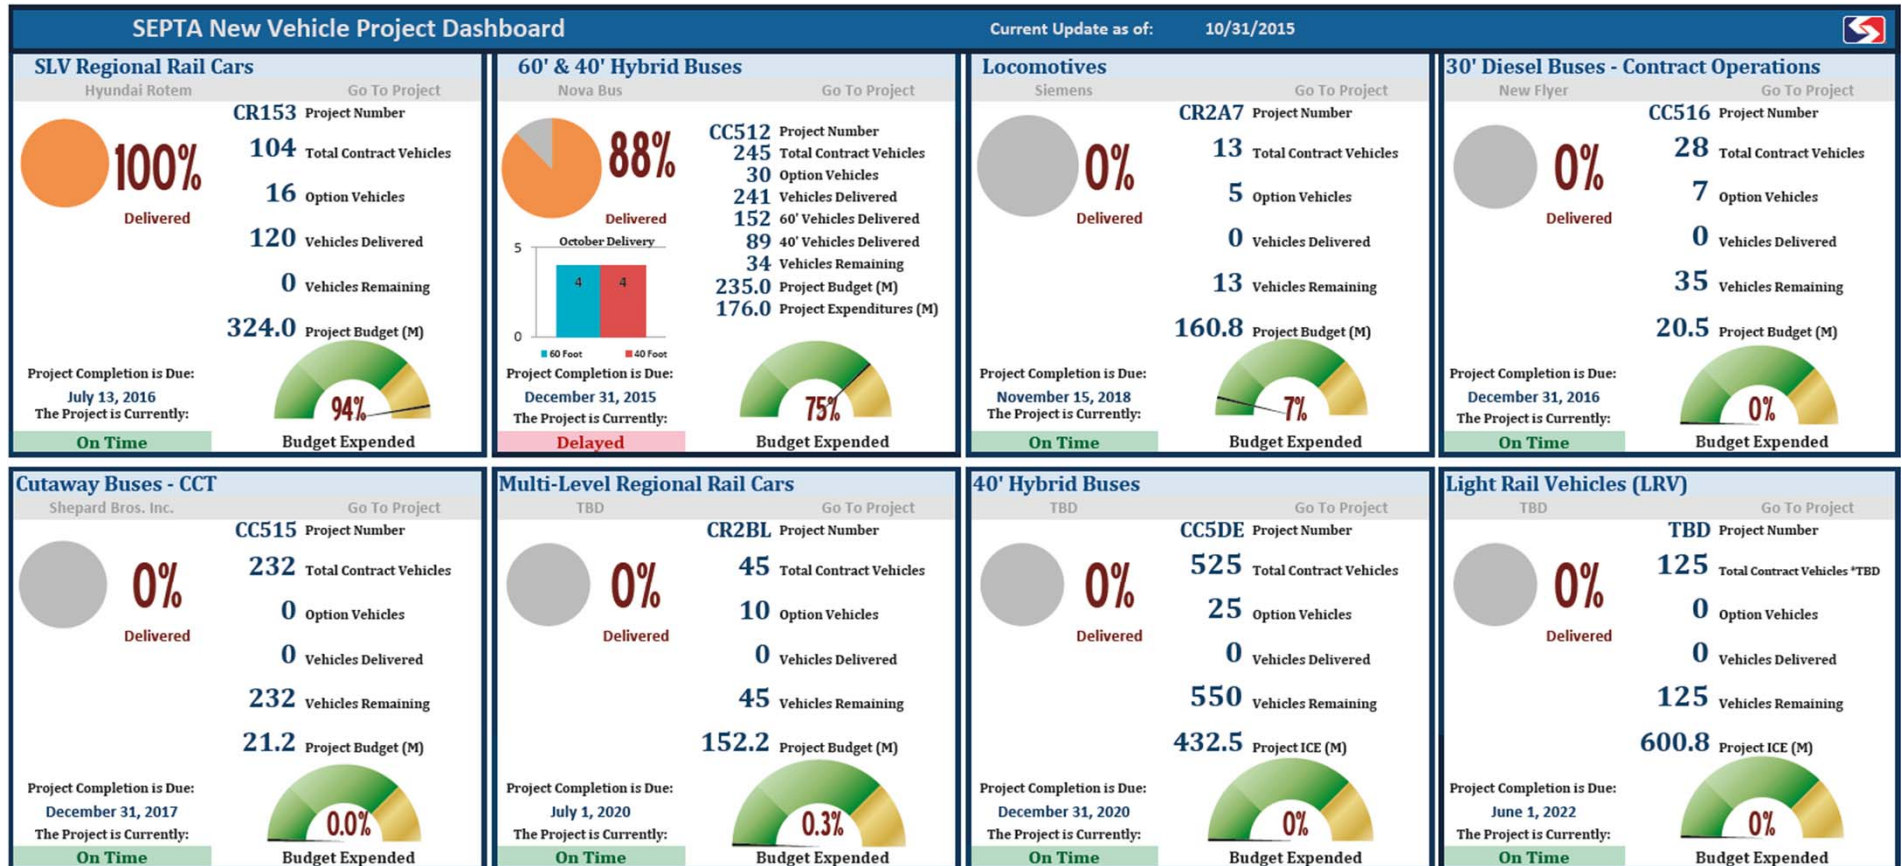 SEPTA New Vehicle Project Dashboard Current Update as of: 10/31/2015
SLV Regional Rail Cars
Hyundai Rotem Go To Project
CR153 Project Number
100%
Delivered
104 Total Contract Vehicles
16 Option Vehicles
120 Vehicles Delivered
0 Vehicles Remaining
324.0 Project Budget (M)
Project Completion is Due:
July 13, 2016
The Project is Currently:
On Time
94%
Budget Expended
60' & 40' Hybrid Buses
Nova Bus Go To Project
88%
Delivered
CC512 Project Number
245 Total Contract Vehicles
30 Option Vehicles
241 Vehicles Delivered
152 60' Vehicles Delivered
89 40' Vehicles Delivered
34 Vehicles Remaining
235.0 Project Budget (M)
176.0 Project Expenditures (M)
October Delivery
5
4 4
0
60 Foot 40 Foot
Project Completion is Due:
December 31, 2015
The Project is Currently:
Delayed
75%
Budget Expended
Locomotives
Siemens Go To Project
CR2A7 Project Number
0%
Delivered
13 Total Contract Vehicles
5 Option Vehicles
0 Vehicles Delivered
13 Vehicles Remaining
160.8 Project Budget (M)
Project Completion is Due:
November 15, 2018
The Project is Currently:
On Time
7%
Budget Expended
30' Diesel Buses - Contract Operations
New Flyer Go To Project
CC516 Project Number
0%
Delivered
28 Total Contract Vehicles
7 Option Vehicles
0 Vehicles Delivered
35 Vehicles Remaining
20.5 Project Budget (M)
Project Completion is Due:
December 31, 2016
The Project is Currently:
On Time
0%
Budget Expended
Cutaway Buses - CCT
Shepard Bros. Inc. Go To Project
CC515 Project Number
0%
Delivered
232 Total Contract Vehicles
0 Option Vehicles
0 Vehicles Delivered
232 Vehicles Remaining
21.2 Project Budget (M)
Project Completion is Due:
December 31, 2017
The Project is Currently:
On Time
0.0%
Budget Expended
Multi-Level Regional Rail Cars
TBD Go To Project
CR2BL Project Number
0%
Delivered
45 Total Contract Vehicles
10 Option Vehicles
0 Vehicles Delivered
45 Vehicles Remaining
152.2 Project Budget (M)
Project Completion is Due:
July 1, 2020
The Project is Currently:
On Time
0.3%
Budget Expended
40' Hybrid Buses
TBD Go To Project
CC5DE Project Number
0%
Delivered
525 Total Contract Vehicles
25 Option Vehicles
0 Vehicles Delivered
550 Vehicles Remaining
432.5 Project ICE (M)
Project Completion is Due:
December 31, 2020
The Project is Currently:
On Time
0%
Budget Expended
Light Rail Vehicles (LRV)
TBD Go To Project
TBD Project Number
0%
Delivered
125 Total Contract Vehicles *TBD
0 Option Vehicles
0 Vehicles Delivered
125 Vehicles Remaining
600.8 Project ICE (M)
Project Completion is Due:
June 1, 2022
The Project is Currently:
On Time
0%
Budget Expended